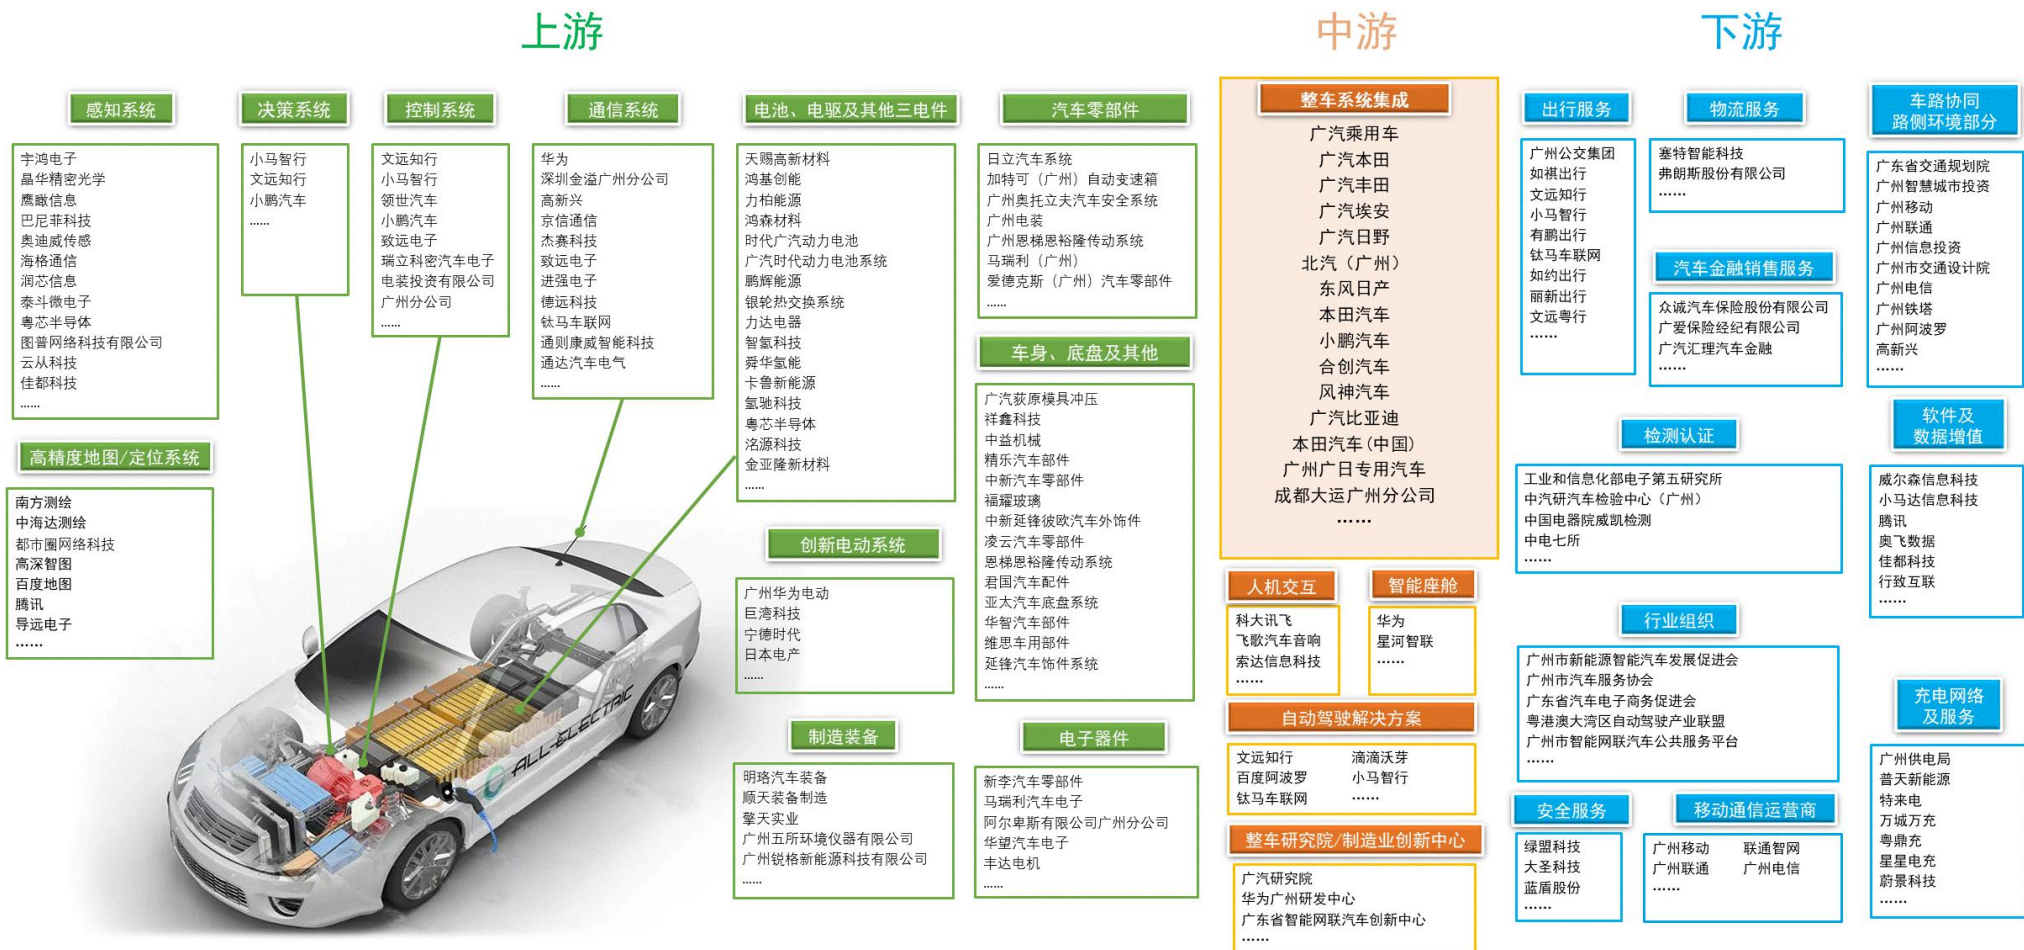 上游
中游
下游
感知系统
宇鸿电子
晶华精密光学
鹰瞰信息
巴尼菲科技
奥迪威传感
海格通信
润芯信息
泰斗微电子
粤芯半导体
图普网络科技有限公司
云从科技
佳都科技
......
高精度地图/定位系统
南方测绘
中海达测绘
都市圈网络科技
高深智图
百度地图
腾讯
导远电子
......
决策系统
小马智行
文远知行
小鹏汽车
......
控制系统
文远知行
小马智行
领世汽车
小鹏汽车
致远电子
瑞立科密汽车电子
电装投资有限公司
广州分公司
......
通信系统
华为
深圳金溢广州分公司
高新兴
京信通信
杰赛科技
致远电子
进强电子
德远科技
钛马车联网
通则康威智能科技
通达汽车电气
......
电池、电驱及其他三电件
天赐高新材料
鸿基创能
力柏能源
鸿森材料
时代广汽动力电池
广汽时代动力电池系统
鹏辉能源
银轮热交换系统
力达电器
智氢科技
舜华氢能
卡鲁新能源
氢驰科技
粤芯半导体
洺源科技
金亚隆新材料
......
创新电动系统
广州华为电动
巨湾科技
宁德时代
日本电产
......
制造装备
明珞汽车装备
顺天装备制造
擎天实业
广州五所环境仪器有限公司
广州锐格新能源科技有限公司
......
汽车零部件
日立汽车系统
加特可（广州）自动变速箱
广州奥托立夫汽车安全系统
广州电装
广州恩梯恩裕隆传动系统
马瑞利（广州）
爱德克斯（广州）汽车零部件
......
车身、底盘及其他
广汽荻原模具冲压
祥鑫科技
中益机械
精乐汽车部件
中新汽车零部件
福耀玻璃
中新延锋彼欧汽车外饰件
凌云汽车零部件
恩梯恩裕隆传动系统
君国汽车配件
亚太汽车底盘系统
华智汽车部件
维思车用部件
延锋汽车饰件系统
......
电子器件
新李汽车零部件
马瑞利汽车电子
阿尔卑斯有限公司广州分公司
华望汽车电子
丰达电机
......
ALL-ELECTRIC
整车系统集成
广汽乘用车
广汽本田
广汽丰田
广汽埃安
广汽日野
北汽（广州）
东风日产
本田汽车
小鹏汽车
合创汽车
风神汽车
广汽比亚迪
本田汽车(中国)
广州广日专用汽车
成都大运广州分公司
......
人机交互
科大讯飞
飞歌汽车音响
索达信息科技
......
智能座舱
华为
星河智联
......
自动驾驶解决方案
文远知行 滴滴沃芽
百度阿波罗 小马智行
钛马车联网 ......
整车研究院/制造业创新中心
广汽研究院
华为广州研发中心
广东省智能网联汽车创新中心
......
出行服务
广州公交集团
如祺出行
文远知行
小马智行
有鹏出行
钛马车联网
如约出行
丽新出行
文远粤行
......
物流服务
塞特智能科技
弗朗斯股份有限公司
......
汽车金融销售服务
众诚汽车保险股份有限公司
广爱保险经纪有限公司
广汽汇理汽车金融
......
车路协同
路侧环境部分
广东省交通规划院
广州智慧城市投资
广州移动
广州联通
广州信息投资
广州市交通设计院
广州电信
广州铁塔
广州阿波罗
高新兴
......
检测认证
工业和信息化部电子第五研究所
中汽研汽车检验中心（广州）
中国电器院威凯检测
中电七所
......
软件及
数据增值
威尔森信息科技
小马达信息科技
腾讯
奥飞数据
佳都科技
行致互联
......
行业组织
广州市新能源智能汽车发展促进会
广州市汽车服务协会
广东省汽车电子商务促进会
粤港澳大湾区自动驾驶产业联盟
广州市智能网联汽车公共服务平台
......
安全服务
绿盟科技
大圣科技
蓝盾股份
......
移动通信运营商
广州移动 联通智网
广州联通 广州电信
......
充电网络
及服务
广州供电局
普天新能源
特来电
万城万充
粤鼎充
星星电充
蔚景科技
......